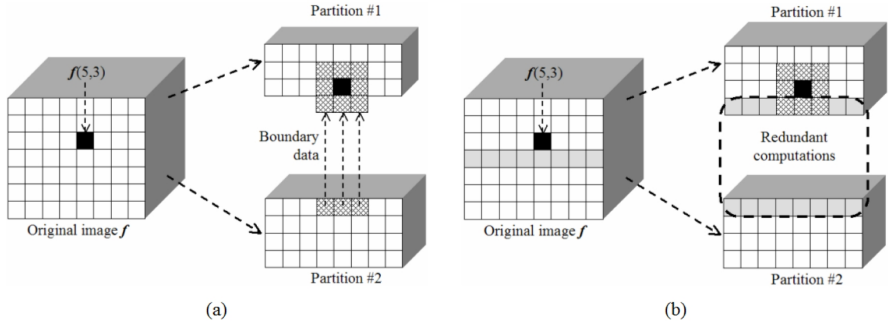 Partition #1
f(5,3)
Boundary
data
Original image f
Partition #2
(a)
Partition #1
f(5,3)
Redundant
computations
Original image f
Partition #2
(b)